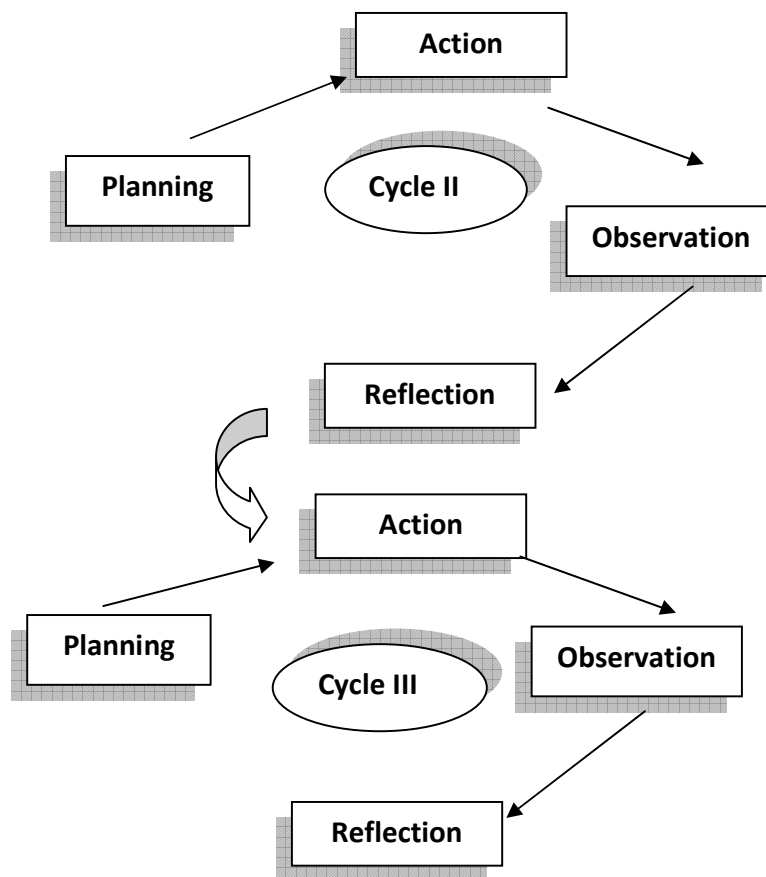 Action
Planning
Cycle II
Observation
Reflection
Action
Planning
Cycle III
Observation
Reflection